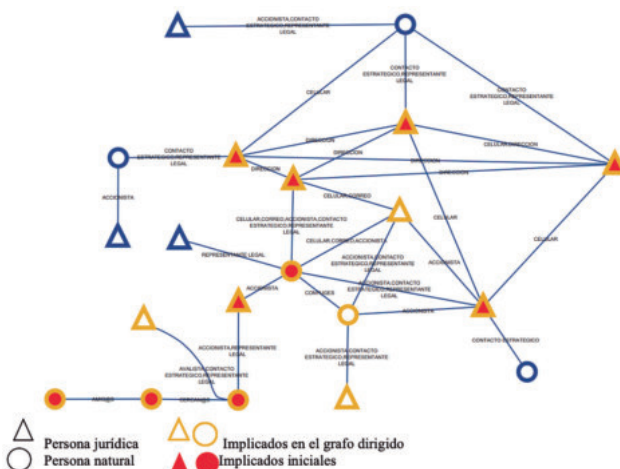 ACCIONISTA,CONTACTO
ESTRATEGICO,REPRESENTANTE
LEGAL
CONTACTO
ESTRATEGICO,REPRESENTANTE
LEGAL
CELULAR
CONTACTO
ESTRATEGICO,REPRESENTANTE
LEGAL
DIRECCION
CELULAR,DIRECCION
CONTACTO
ESTRATEGICO,REPRESENTANTE
LEGAL
DIRECCION
DIRECCION
DIRECCION
DIRECCION
ACCIONISTA
CELULAR,CORREO
CELULAR,CORREO,ACCIONISTA,CONTACTO
ESTRATEGICO,REPRESENTANTE
LEGAL
CELULAR
CELULAR
CELULAR,CORREO,ACCIONISTA
REPRESENTANTE LEGAL
ACCIONISTA,CONTACTO
ESTRATEGICO,REPRESENTANTE
LEGAL
ACCIONISTA
CONYUGES
ACCIONISTA,CONTACTO
ESTRATEGICO,REPRESENTANTE
LEGAL
ACCIONISTA
ACCIONISTA
CONTACTO ESTRATEGICO
ACCIONISTA,REPRESENTANTE
LEGAL
ACCIONISTA,CONTACTO
ESTRATEGICO,REPRESENTANTE
LEGAL
AVALISTA,CONTACTO
ESTRATEGICO,REPRESENTANTE
LEGAL
AMIGOS
CERCANOS
Persona jurídica
Implicados en el grafo dirigido
Persona natural
Implicados iniciales